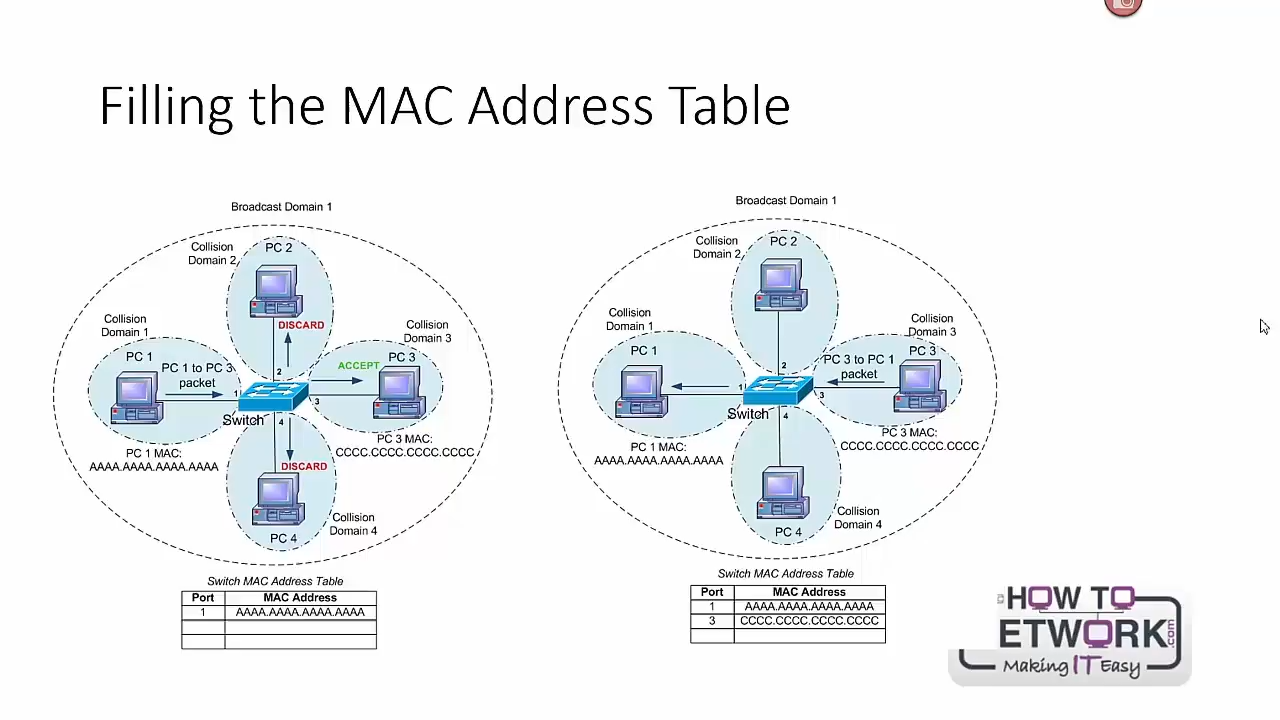 Filling the MAC Address Table
Broadcast Domain 1
Collision
Domain 2
PC 2
DISCARD
Collision
Domain 1
PC 1
PC 1 to PC 3
packet
Collision
Domain 3
ACCEPT
PC 3
2
1
3
4
Switch
PC 1 MAC:
AAAA.AAAA.AAAA.AAAA
PC 3 MAC:
CCCC.CCCC.CCCC.CCCC
DISCARD
Collision
Domain 4
PC 4
Switch MAC Address Table
Port MAC Address
1 AAAA.AAAA.AAAA.AAAA
Broadcast Domain 1
Collision
Domain 2
PC 2
Collision
Domain 1
PC 1
Collision
Domain 3
PC 3
PC 3 to PC 1
packet
2
1
3
4
Switch
PC 1 MAC:
AAAA.AAAA.AAAA.AAAA
PC 3 MAC:
CCCC.CCCC.CCCC.CCCC
Collision
Domain 4
PC 4
Switch MAC Address Table
Port MAC Address
1 AAAA.AAAA.AAAA.AAAA
3 CCCC.CCCC.CCCC.CCCC
HOW TO
ETWORK.com
Making IT Easy